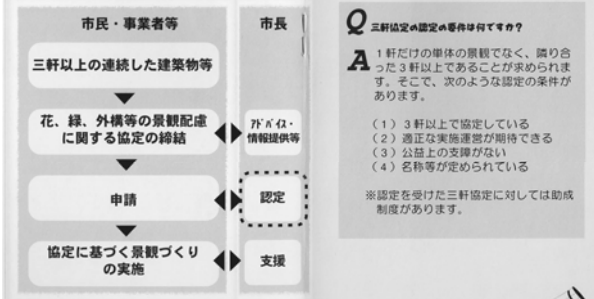 市民・事業者等
市長
三軒以上の連続した建築物等
花、緑、外構等の景観配慮
に関する協定の締結
アドバイス・
情報提供等
申請
認定
協定に基づく景観づくり
の実施
支援
Q 三軒協定の認定の要件は何ですか？
A 1軒だけの単体の景観でなく、隣り合
った3軒以上であることが求められま
す。そこで、次のような認定の条件が
あります。
（1）3軒以上で協定している
（2）適正な実施運営が期待できる
（3）公益上の支障がない
（4）名称等が定められている
※認定を受けた三軒協定に対しては助成
制度があります。